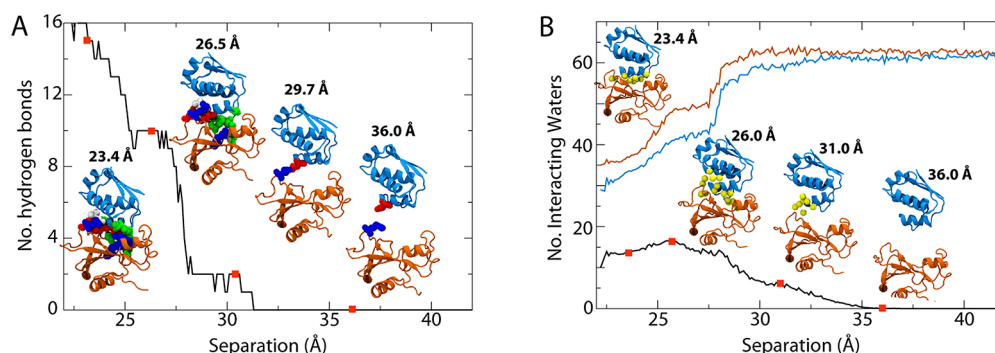 A
No. hydrogen bonds
16
12
8
4
0
23.4 Å
26.5 Å
29.7 Å
36.0 Å
25
30
35
40
Separation (Å)
B
No. Interacting Waters
60
40
20
0
23.4 Å
26.0 Å
31.0 Å
36.0 Å
25
30
35
40
Separation (Å)